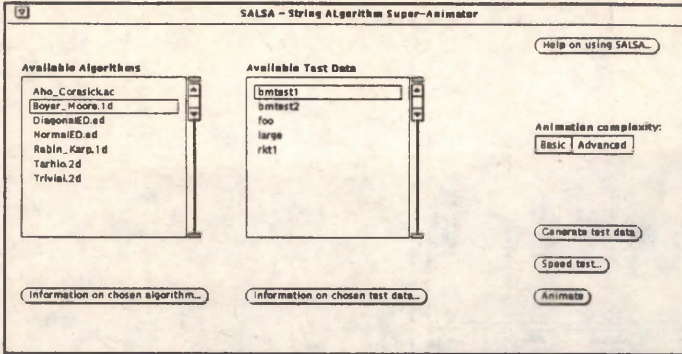 SALSA - String ALgorithm Super-Animator
Help on using SALSA...
Available Algorithms
Aho_Corasick.ac
Boyer_Moore.1d
DiagonalED.ed
NormalED.ed
Rabin_Karp.1d
Tarhio.2d
Trivial.2d
Information on chosen algorithm...
Available Test Data
bmtest1
bmtest2
foo
large
rkt1
Information on chosen test data...
Animation complexity:
Basic Advanced
Generate test data
Speed test...
Animate